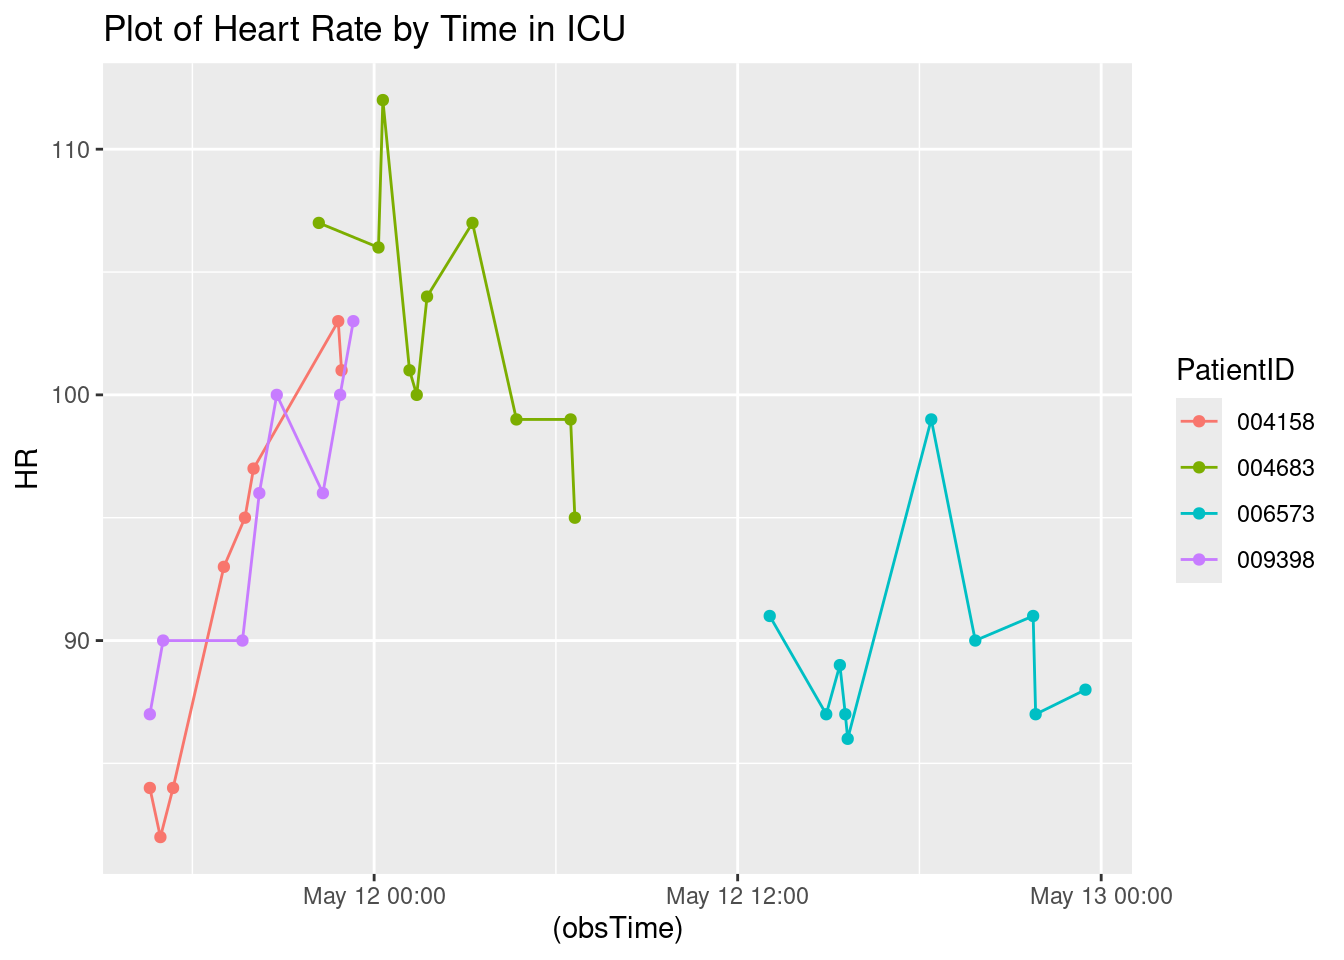 Plot of Heart Rate by Time in ICU
110
100
90
HR
May 12 00:00
May 12 12:00
May 13 00:00
(obsTime)
PatientID
004158
004683
006573
009398